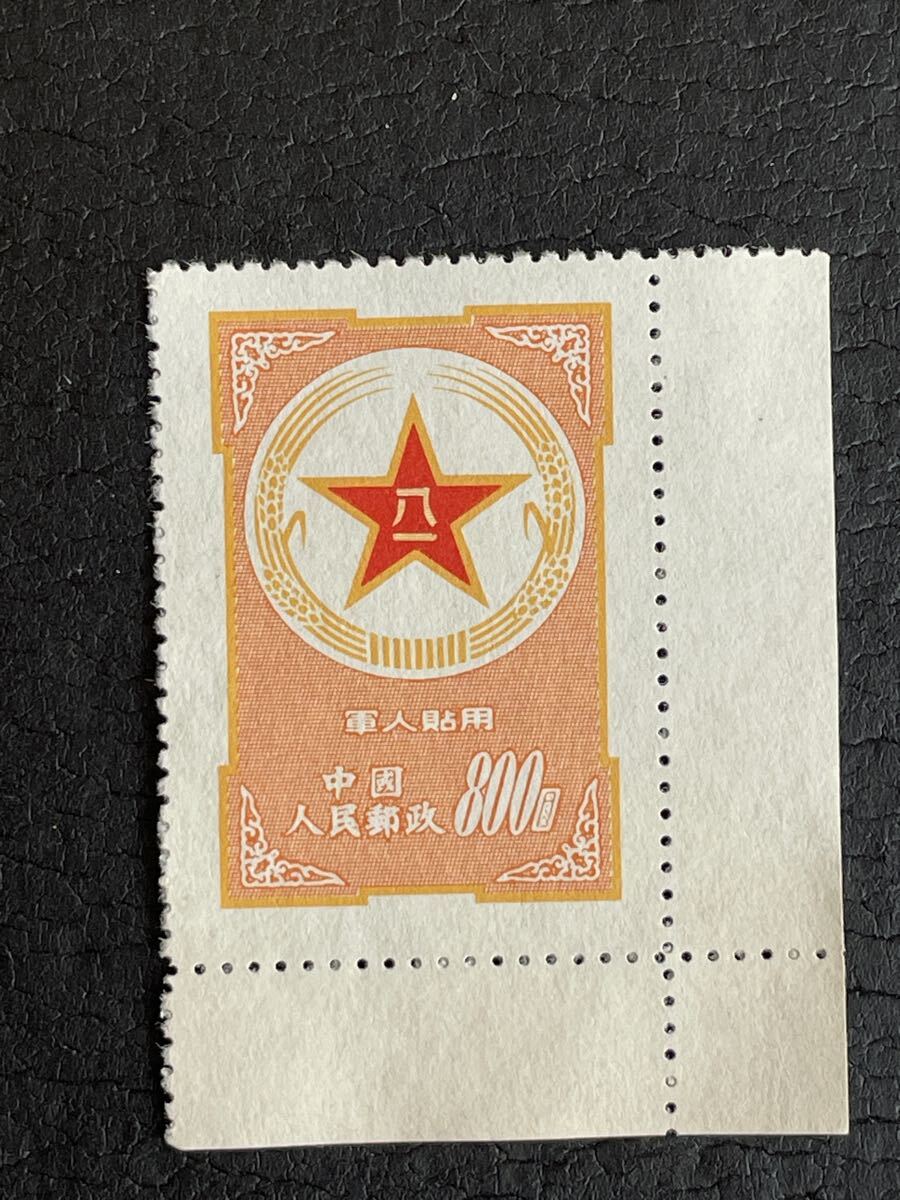 八一
軍人貼用
中國
人民郵政 800圓